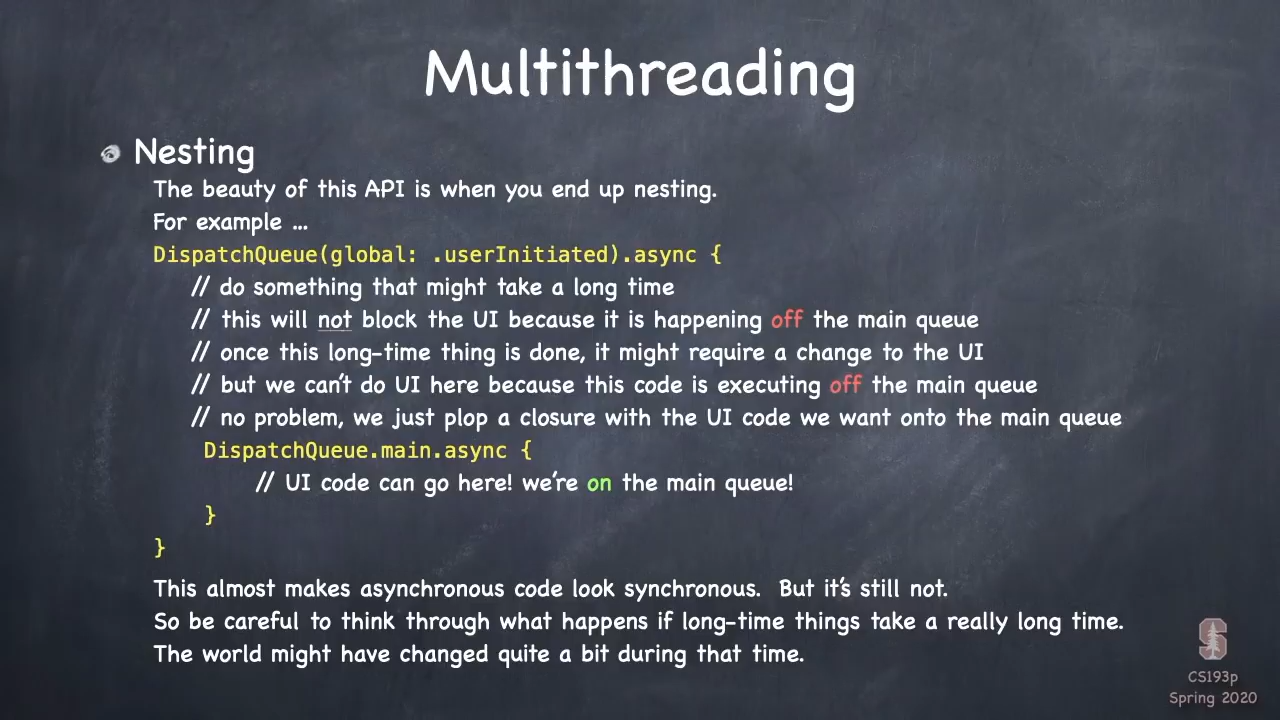 Multithreading
Nesting
The beauty of this API is when you end up nesting.
For example ...
DispatchQueue(global: .userInitiated).async {
// do something that might take a long time
// this will not block the UI because it is happening off the main queue
// once this long-time thing is done, it might require a change to the UI
// but we can't do UI here because this code is executing off the main queue
// no problem, we just plop a closure with the UI code we want onto the main queue
DispatchQueue.main.async {
// UI code can go here! we're on the main queue!
}
}
This almost makes asynchronous code look synchronous. But it's still not.
So be careful to think through what happens if long-time things take a really long time.
The world might have changed quite a bit during that time.
S
CS193p
Spring 2020